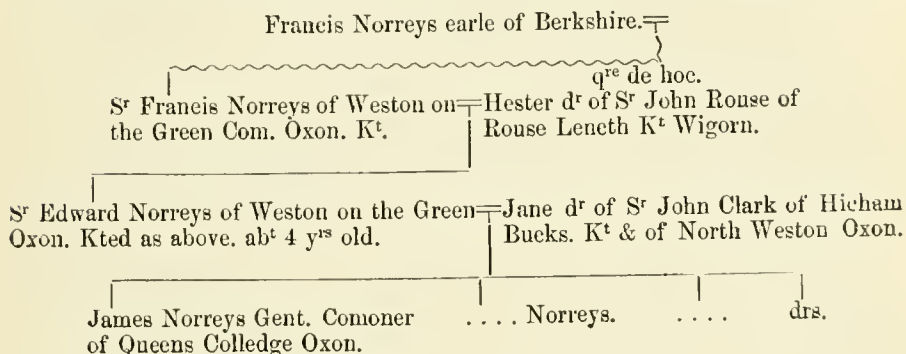 Francis Norreys earle of Berkshire.
qʳᵉ de hoc.
Sʳ Francis Norreys of Weston on the Green Com. Oxon. Kᵗ.
Hester dʳ of Sʳ John Rouse of Rouse Leneth Kᵗ Wigorn.
Sʳ Edward Norreys of Weston on the Green Oxon. Kted as above. abᵗ 4 yʳˢ old.
Jane dʳ of Sʳ John Clark of Hicham Bucks. Kᵗ & of North Weston Oxon.
James Norreys Gent. Comoner of Queens Colledge Oxon.
.... Norreys.
....
drs.